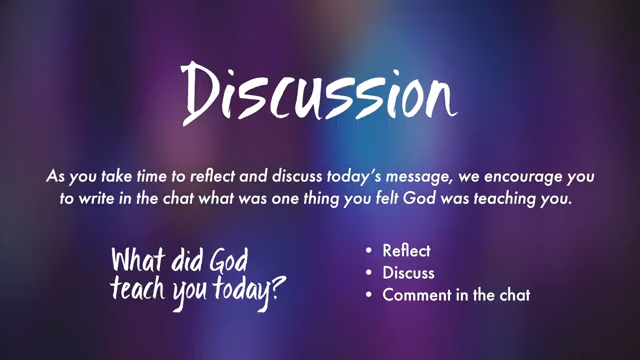 Discussion
As you take time to reflect and discuss today's message, we encourage you
to write in the chat what was one thing you felt God was teaching you.
What did God
teach you today?
• Reflect
• Discuss
• Comment in the chat